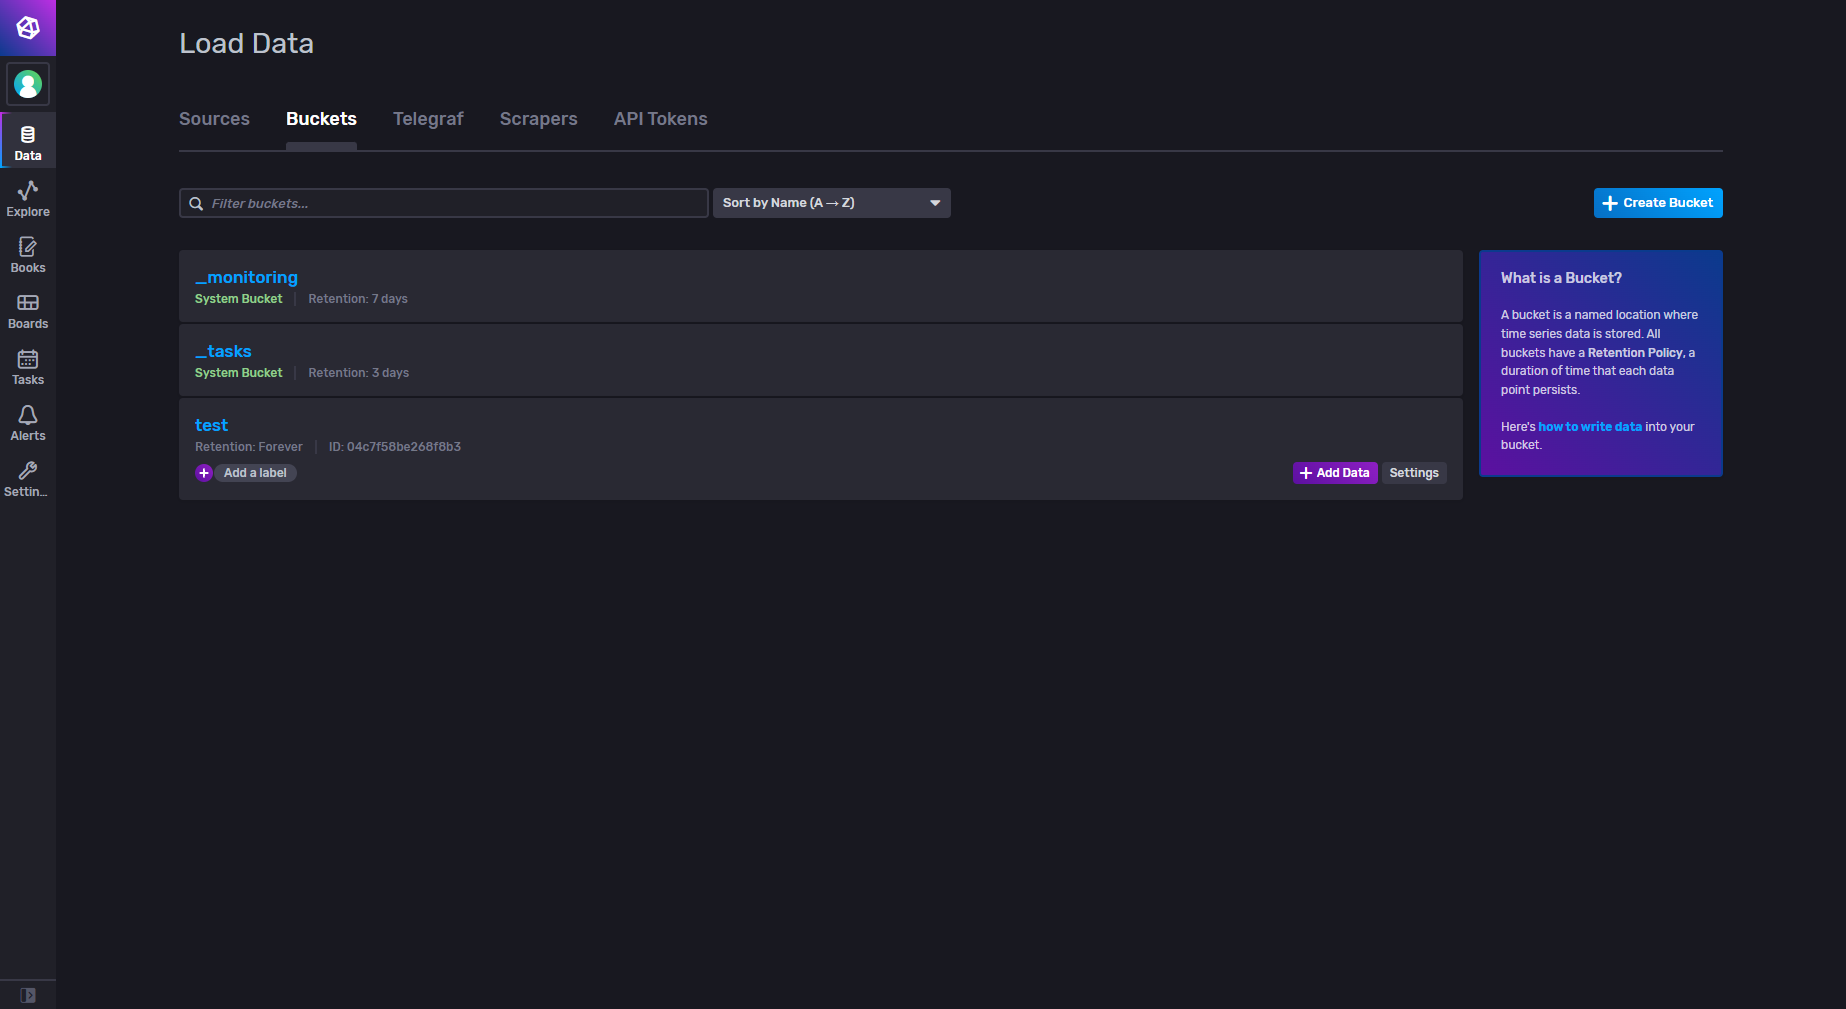 Load Data
Sources Buckets Telegraf Scrapers API Tokens
Data
Explore
Books
Boards
Tasks
Alerts
Settin...
Filter buckets...
Sort by Name (A → Z)
Create Bucket
_monitoring
System Bucket Retention: 7 days
_tasks
System Bucket Retention: 3 days
test
Retention: Forever ID: 04c7f58be268f8b3
Add a label
Add Data Settings
What is a Bucket?
A bucket is a named location where
time series data is stored. All
buckets have a Retention Policy, a
duration of time that each data
point persists.
Here's how to write data into your
bucket.